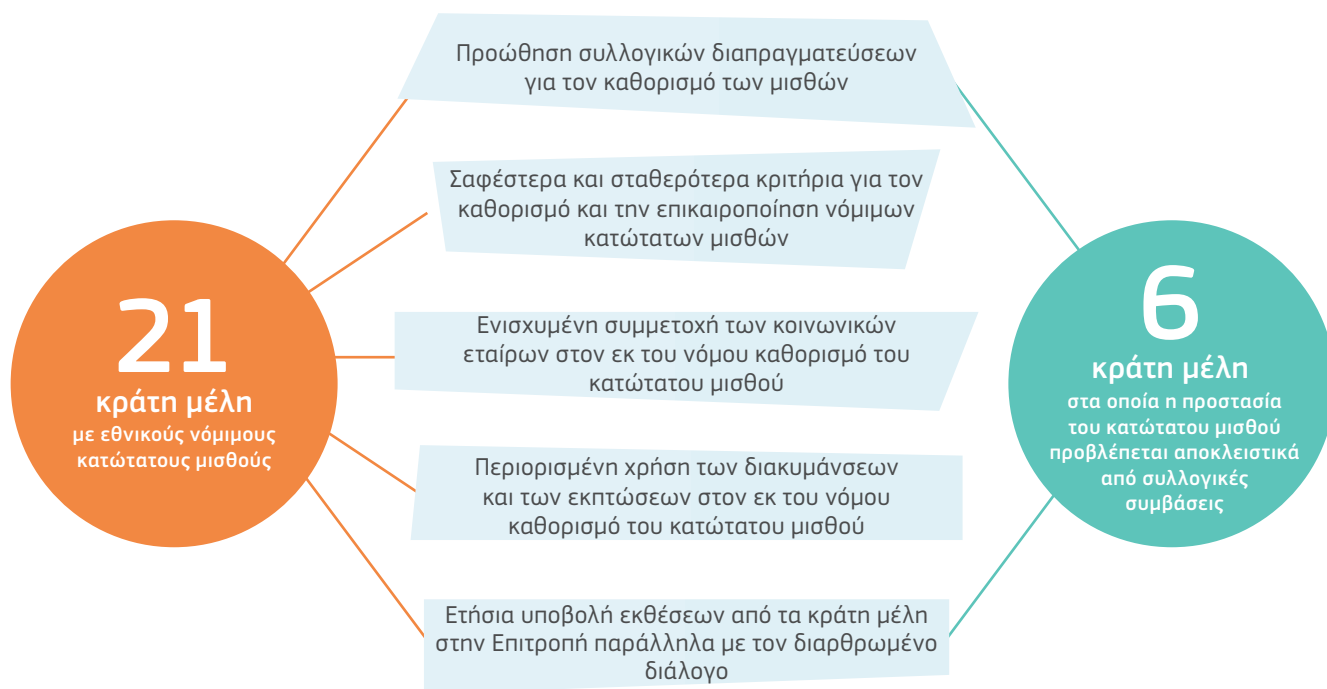 Προώθηση συλλογικών διαπραγματεύσεων
για τον καθορισμό των μισθών
Σαφέστερα και σταθερότερα κριτήρια για τον
καθορισμό και την επικαιροποίηση νόμιμων
κατώτατων μισθών
21
κράτη μέλη
με εθνικούς νόμιμους
κατώτατους μισθούς
Ενισχυμένη συμμετοχή των κοινωνικών
εταίρων στον εκ του νόμου καθορισμό του
κατώτατου μισθού
6
κράτη μέλη
στα οποία η προστασία
του κατώτατου μισθού
προβλέπεται αποκλειστικά
από συλλογικές
συμβάσεις
Περιορισμένη χρήση των διακυμάνσεων
και των εκπτώσεων στον εκ του νόμου
καθορισμό του κατώτατου μισθού
Ετήσια υποβολή εκθέσεων από τα κράτη μέλη
στην Επιτροπή παράλληλα με τον διαρθρωμένο
διάλογο